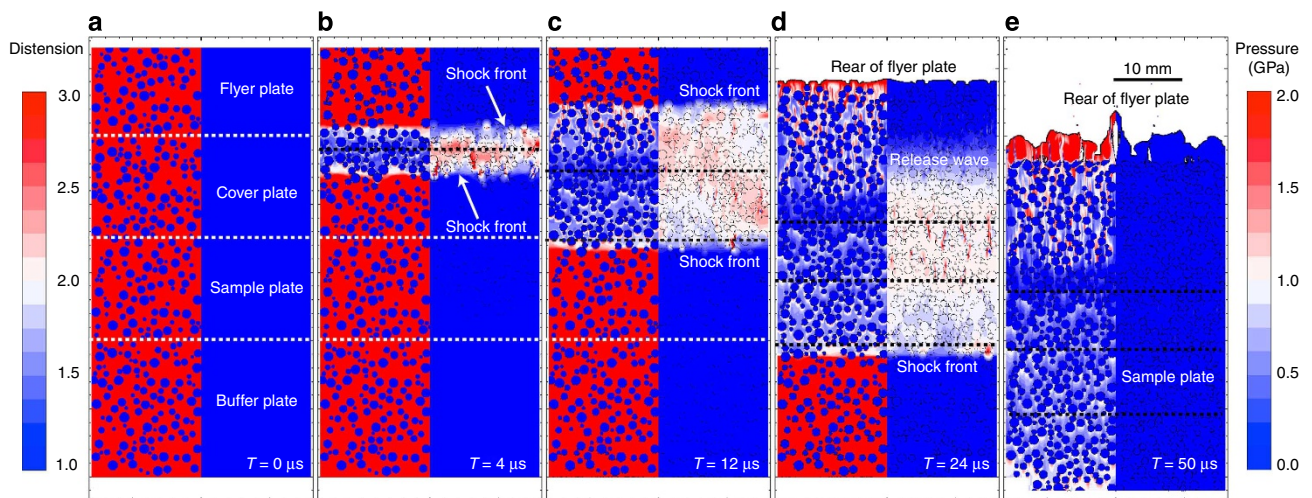 a
b
c
d
e
Distension
3.0
2.5
2.0
1.5
1.0
Flyer plate
Cover plate
Sample plate
Buffer plate
T = 0 μs
Shock front
Shock front
T = 4 μs
Shock front
Shock front
T = 12 μs
Rear of flyer plate
Release wave
Shock front
T = 24 μs
10 mm
Rear of flyer plate
Sample plate
T = 50 μs
Pressure
(GPa)
2.0
1.5
1.0
0.5
0.0